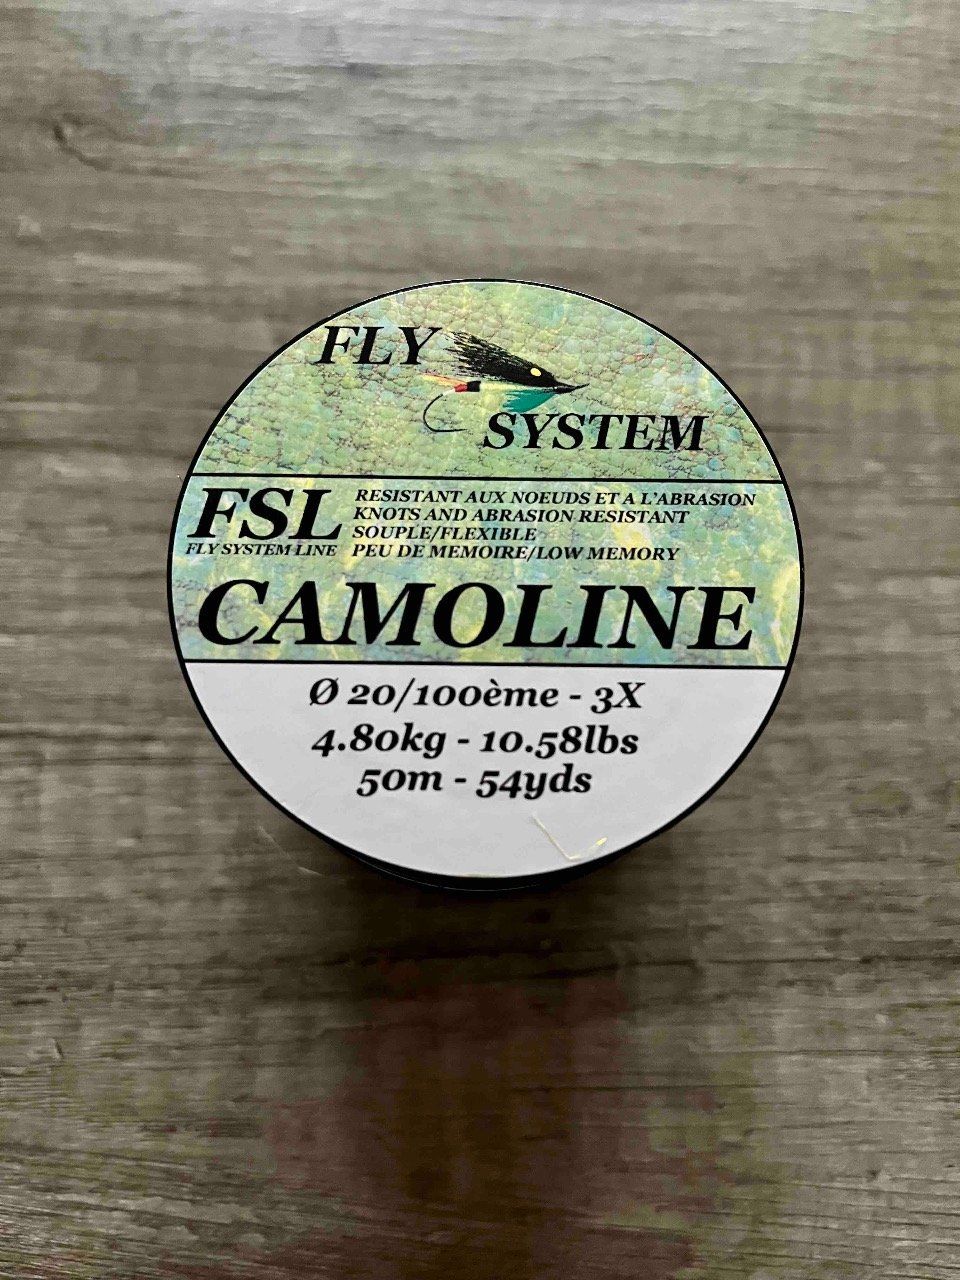 FLY
SYSTEM
FSL
FLY SYSTEM LINE
RESISTANT AUX NOEUDS ET A L'ABRASION
KNOTS AND ABRASION RESISTANT
SOUPLE/FLEXIBLE
PEU DE MEMOIRE/LOW MEMORY
CAMOLINE
Ø 20/100ème - 3X
4.80kg - 10.58lbs
50m - 54yds